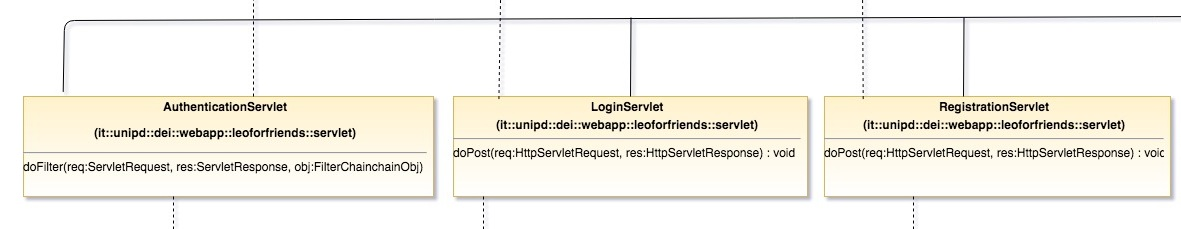 AuthenticationServlet
(it::unipd::dei::webapp::leoforfriends::servlet)
doFilter(req:ServletRequest, res:ServletResponse, obj:FilterChainchainObj)
LoginServlet
(it::unipd::dei::webapp::leoforfriends::servlet)
doPost(req:HttpServletRequest, res:HttpServletResponse) : void
RegistrationServlet
(it::unipd::dei::webapp::leoforfriends::servlet)
doPost(req:HttpServletRequest, res:HttpServletResponse) : voic